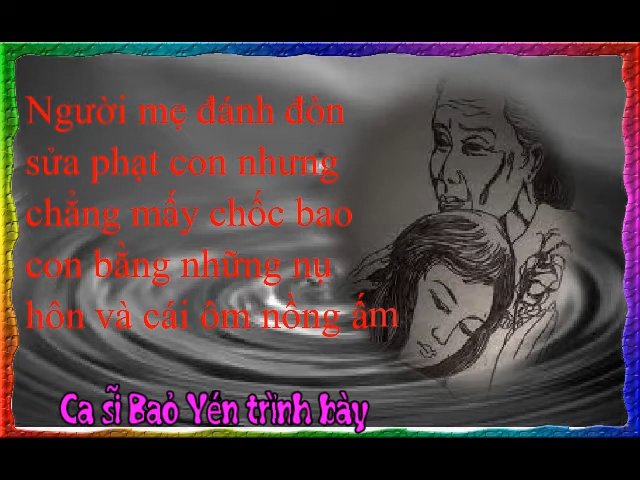 Người mẹ đánh đòn
sửa phạt con nhưng
chẳng mấy chốc bao
con bằng những nụ
hôn và cái ôm nồng ấm
Ca sĩ Baỏ Yến trình bày